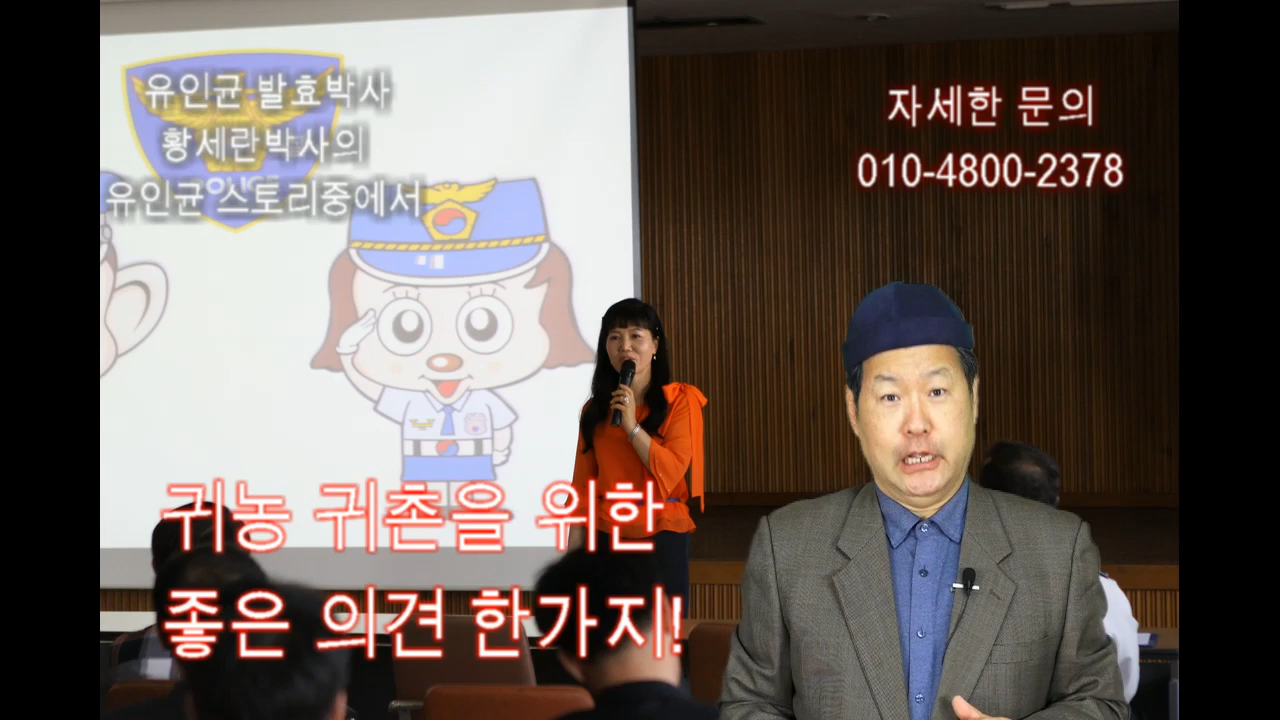 유인균 발효박사
황세란박사의
유인균 스토리중에서
자세한 문의
010-4800-2378
귀농 귀촌을 위한
좋은 의견 한가지!